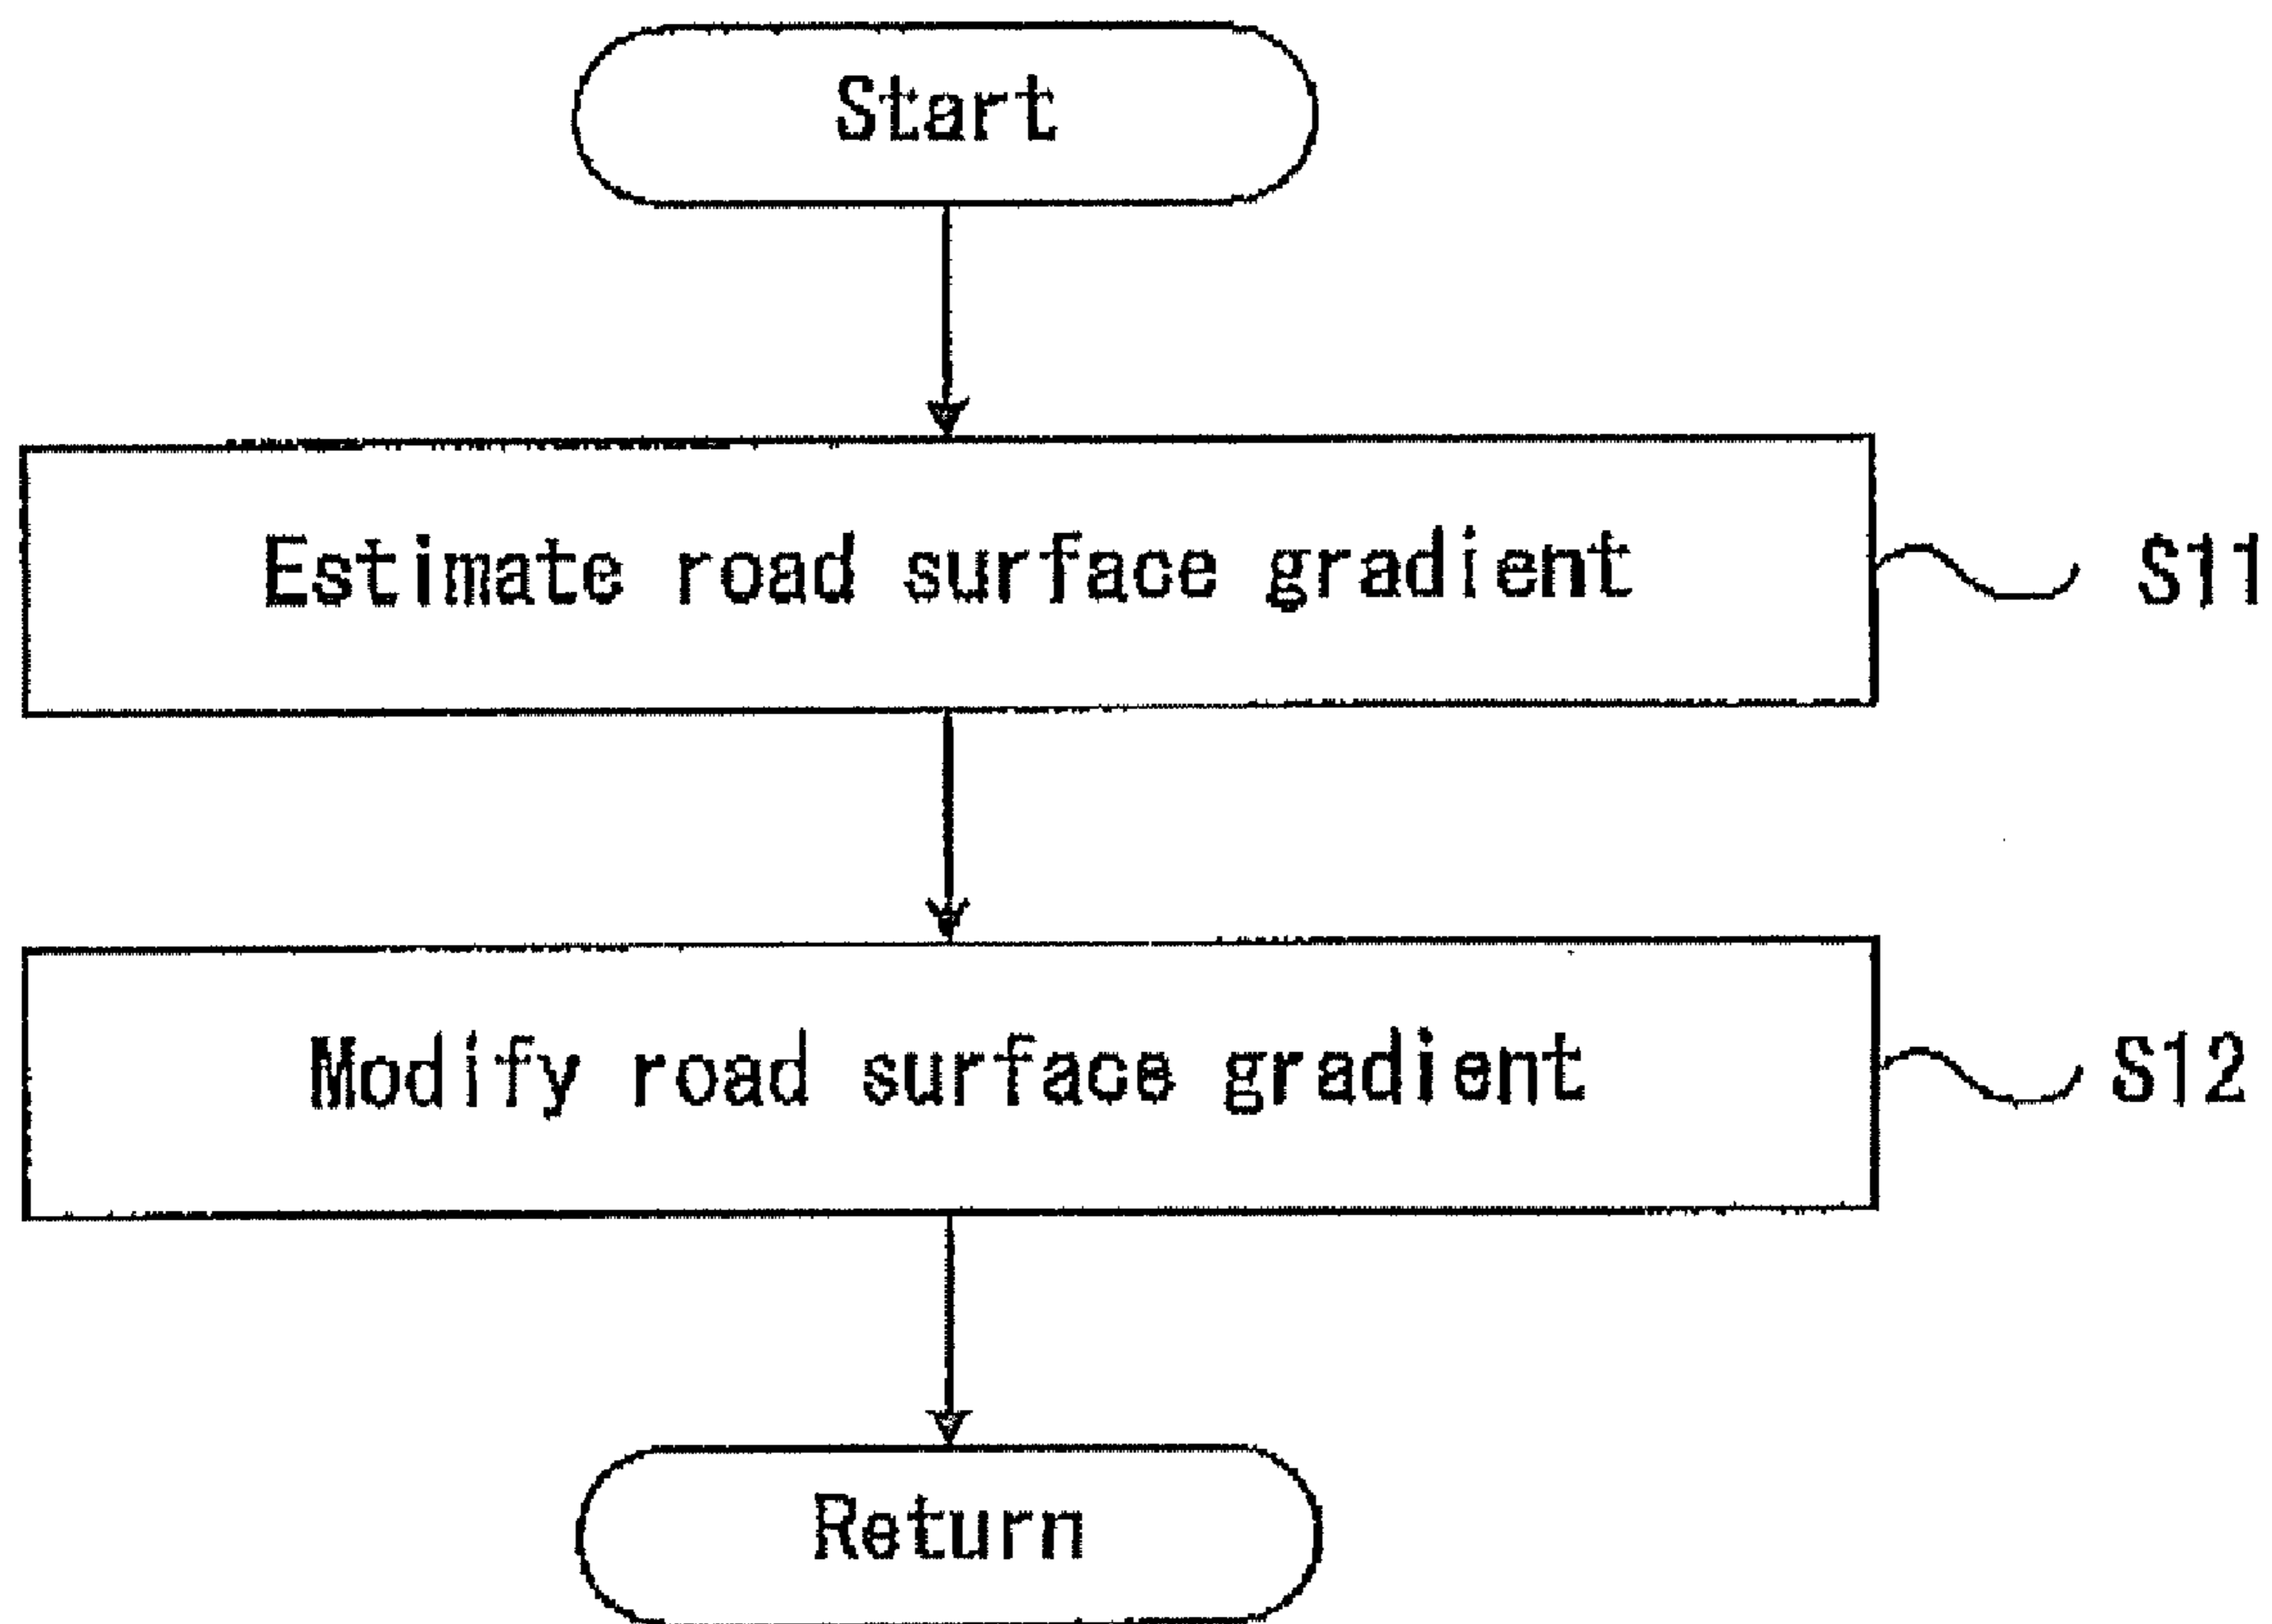 Start
Estimate road surface gradient
S11
Modify road surface gradient
S12
Return